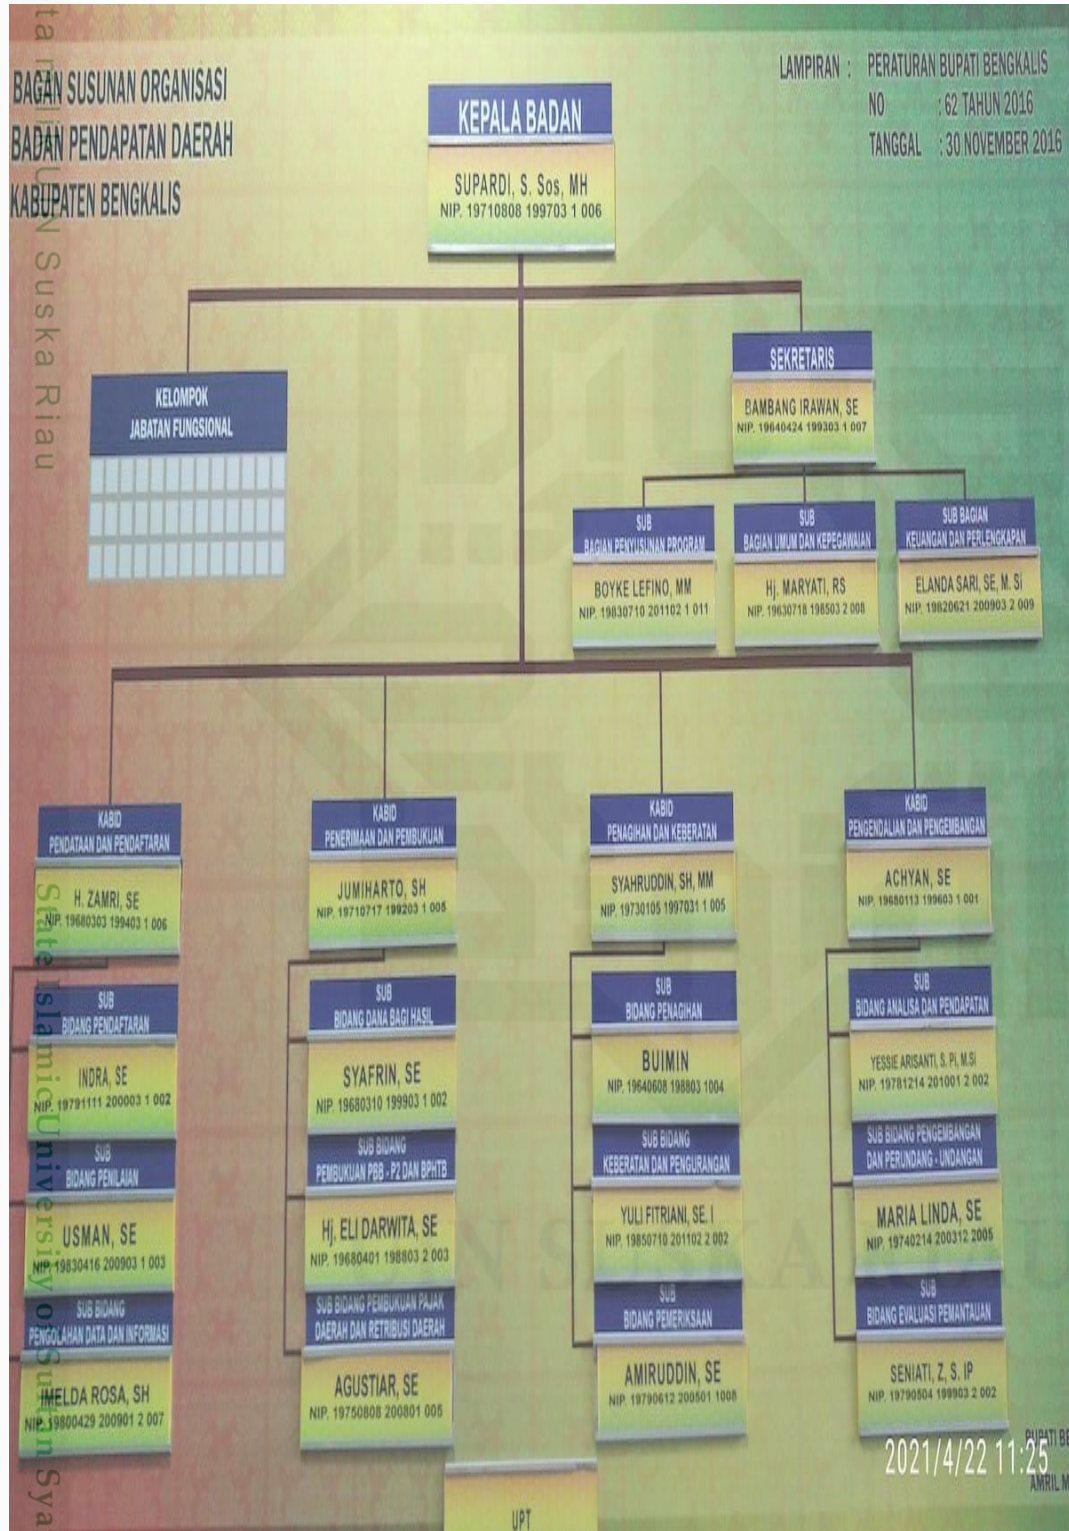 BAGAN SUSUNAN ORGANISASI
BADAN PENDAPATAN DAERAH
KABUPATEN BENGKALIS
LAMPIRAN : PERATURAN BUPATI BENGKALIS
NO : 62 TAHUN 2016
TANGGAL : 30 NOVEMBER 2016
KEPALA BADAN
SUPARDI, S. Sos, MH
NIP. 19710808 199703 1 006
KELOMPOK
JABATAN FUNGSIONAL
SEKRETARIS
BAMBANG IRAWAN, SE
NIP. 19640424 199303 1 007
SUB
BAGIAN PENYUSUNAN PROGRAM
BOYKE LEFINO, MM
NIP. 19830710 201102 1 011
SUB
BAGIAN UMUM DAN KEPEGAWAIAN
Hj. MARYATI, RS
NIP. 19630718 198503 2 008
SUB BAGIAN
KEUANGAN DAN PERLENGKAPAN
ELANDA SARI, SE, M. Si
NIP. 19820621 200903 2 009
KABID
PENDATAAN DAN PENDAFTARAN
H. ZAMRI, SE
NIP. 19680303 199403 1 006
SUB
BIDANG PENDAFTARAN
INDRA, SE
NIP. 19791111 200003 1 002
SUB
BIDANG PENILAIAN
USMAN, SE
NIP. 19830416 200903 1 003
SUB BIDANG
PENGOLAHAN DATA DAN INFORMASI
IMELDA ROSA, SH
NIP. 19800429 200901 2 007
KABID
PENERIMAAN DAN PEMBUKUAN
JUMIHARTO, SH
NIP. 19710717 199203 1 005
SUB
BIDANG DANA BAGI HASIL
SYAFRIN, SE
NIP. 19680310 199903 1 002
SUB BIDANG
PEMBUKUAN PBB - P2 DAN BPHTB
Hj. ELI DARWITA, SE
NIP. 19680401 198803 2 003
SUB BIDANG PEMBUKUAN PAJAK
DAERAH DAN RETRIBUSI DAERAH
AGUSTIAR, SE
NIP. 19750808 200801 005
KABID
PENAGIHAN DAN KEBERATAN
SYAHRUDDIN, SH, MM
NIP. 19730105 1997031 1 005
SUB
BIDANG PENAGIHAN
BUIMIN
NIP. 19640608 198803 1004
SUB BIDANG
KEBERATAN DAN PENGURANGAN
YULI FITRIANI, SE. I
NIP. 19850710 201102 2 002
SUB
BIDANG PEMERIKSAAN
AMIRUDDIN, SE
NIP. 19790612 200501 1008
KABID
PENGENDALIAN DAN PENGEMBANGAN
ACHYAN, SE
NIP. 19680113 199603 1 001
SUB
BIDANG ANALISA DAN PENDAPATAN
YESSIE ARISANTI, S. Pi, M.Si
NIP. 19781214 201001 2 002
SUB BIDANG PENGEMBANGAN
DAN PERUNDANG - UNDANGAN
MARIA LINDA, SE
NIP. 19740214 200312 2005
SUB
BIDANG EVALUASI PEMANTAUAN
SENIATI, Z, S. IP
NIP. 19790504 199903 2 002
UPT
BUPATI BE
AMRIL M
2021/4/22 11:25
ta milik UIN Suska Riau
State Islamic University of Sultan Sya
UIN SUSKA RIAU